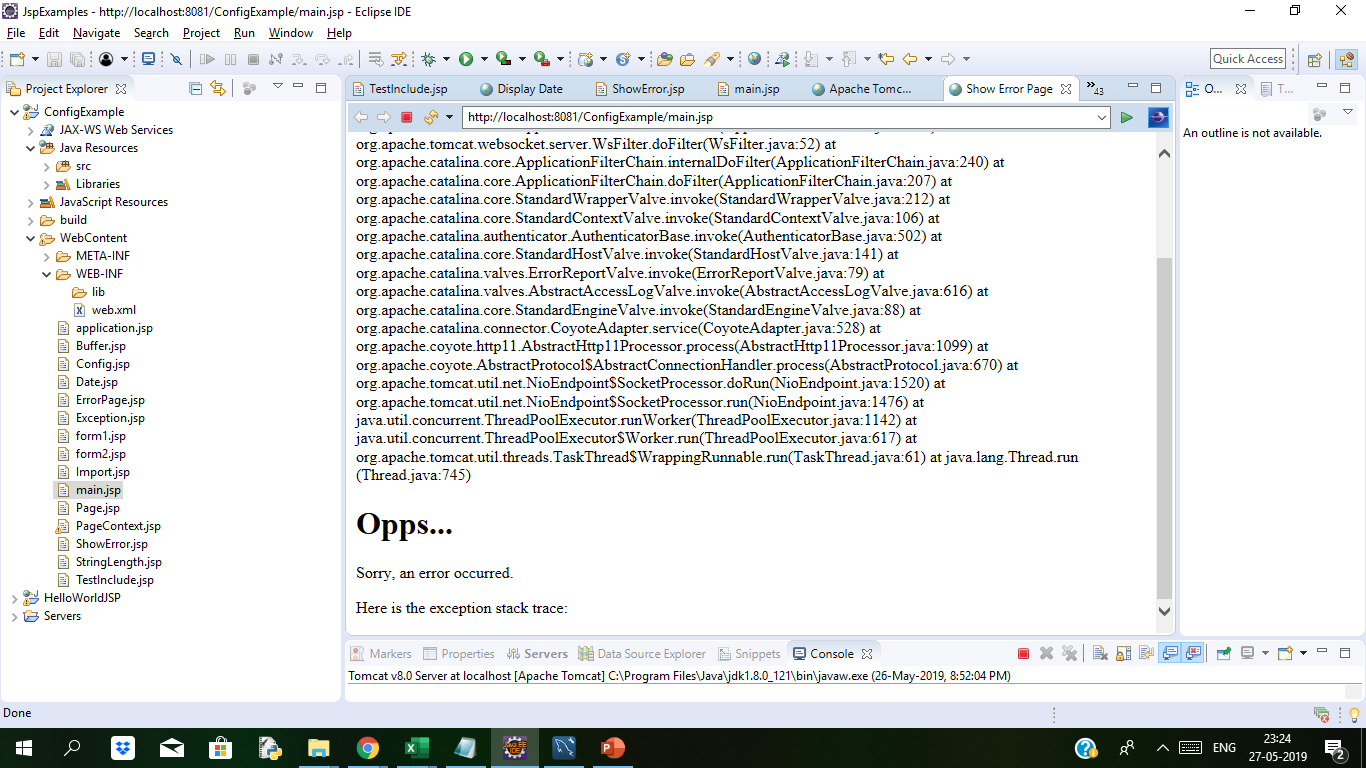 JspExamples - http://localhost:8081/ConfigExample/main.jsp - Eclipse IDE
File Edit Navigate Search Project Run Window Help
Quick Access
Project Explorer
ConfigExample
JAX-WS Web Services
Java Resources
src
Libraries
JavaScript Resources
build
WebContent
META-INF
WEB-INF
lib
web.xml
application.jsp
Buffer.jsp
Config.jsp
Date.jsp
ErrorPage.jsp
Exception.jsp
form1.jsp
form2.jsp
Import.jsp
main.jsp
Page.jsp
PageContext.jsp
ShowError.jsp
StringLength.jsp
TestInclude.jsp
HelloWorldJSP
Servers
TestInclude.jsp Display Date ShowError.jsp main.jsp Apache Tomc... Show Error Page 43
http://localhost:8081/ConfigExample/main.jsp
org.apache.tomcat.websocket.server.WsFilter.doFilter(WsFilter.java:52) at
org.apache.catalina.core.ApplicationFilterChain.internalDoFilter(ApplicationFilterChain.java:240) at
org.apache.catalina.core.ApplicationFilterChain.doFilter(ApplicationFilterChain.java:207) at
org.apache.catalina.core.StandardWrapperValve.invoke(StandardWrapperValve.java:212) at
org.apache.catalina.core.StandardContextValve.invoke(StandardContextValve.java:106) at
org.apache.catalina.authenticator.AuthenticatorBase.invoke(AuthenticatorBase.java:502) at
org.apache.catalina.core.StandardHostValve.invoke(StandardHostValve.java:141) at
org.apache.catalina.valves.ErrorReportValve.invoke(ErrorReportValve.java:79) at
org.apache.catalina.valves.AbstractAccessLogValve.invoke(AbstractAccessLogValve.java:616) at
org.apache.catalina.core.StandardEngineValve.invoke(StandardEngineValve.java:88) at
org.apache.catalina.connector.CoyoteAdapter.service(CoyoteAdapter.java:528) at
org.apache.coyote.http11.AbstractHttp11Processor.process(AbstractHttp11Processor.java:1099) at
org.apache.coyote.AbstractProtocol$AbstractConnectionHandler.process(AbstractProtocol.java:670) at
org.apache.tomcat.util.net.NioEndpoint$SocketProcessor.doRun(NioEndpoint.java:1520) at
org.apache.tomcat.util.net.NioEndpoint$SocketProcessor.run(NioEndpoint.java:1476) at
java.util.concurrent.ThreadPoolExecutor.runWorker(ThreadPoolExecutor.java:1142) at
java.util.concurrent.ThreadPoolExecutor$Worker.run(ThreadPoolExecutor.java:617) at
org.apache.tomcat.util.threads.TaskThread$WrappingRunnable.run(TaskThread.java:61) at java.lang.Thread.run
(Thread.java:745)
Opps...
Sorry, an error occurred.
Here is the exception stack trace:
O... T...
An outline is not available.
Markers Properties Servers Data Source Explorer Snippets Console
Tomcat v8.0 Server at localhost [Apache Tomcat] C:\Program Files\Java\jdk1.8.0_121\bin\javaw.exe (26-May-2019, 8:52:04 PM)
Done
ENG
23:24
27-05-2019
2